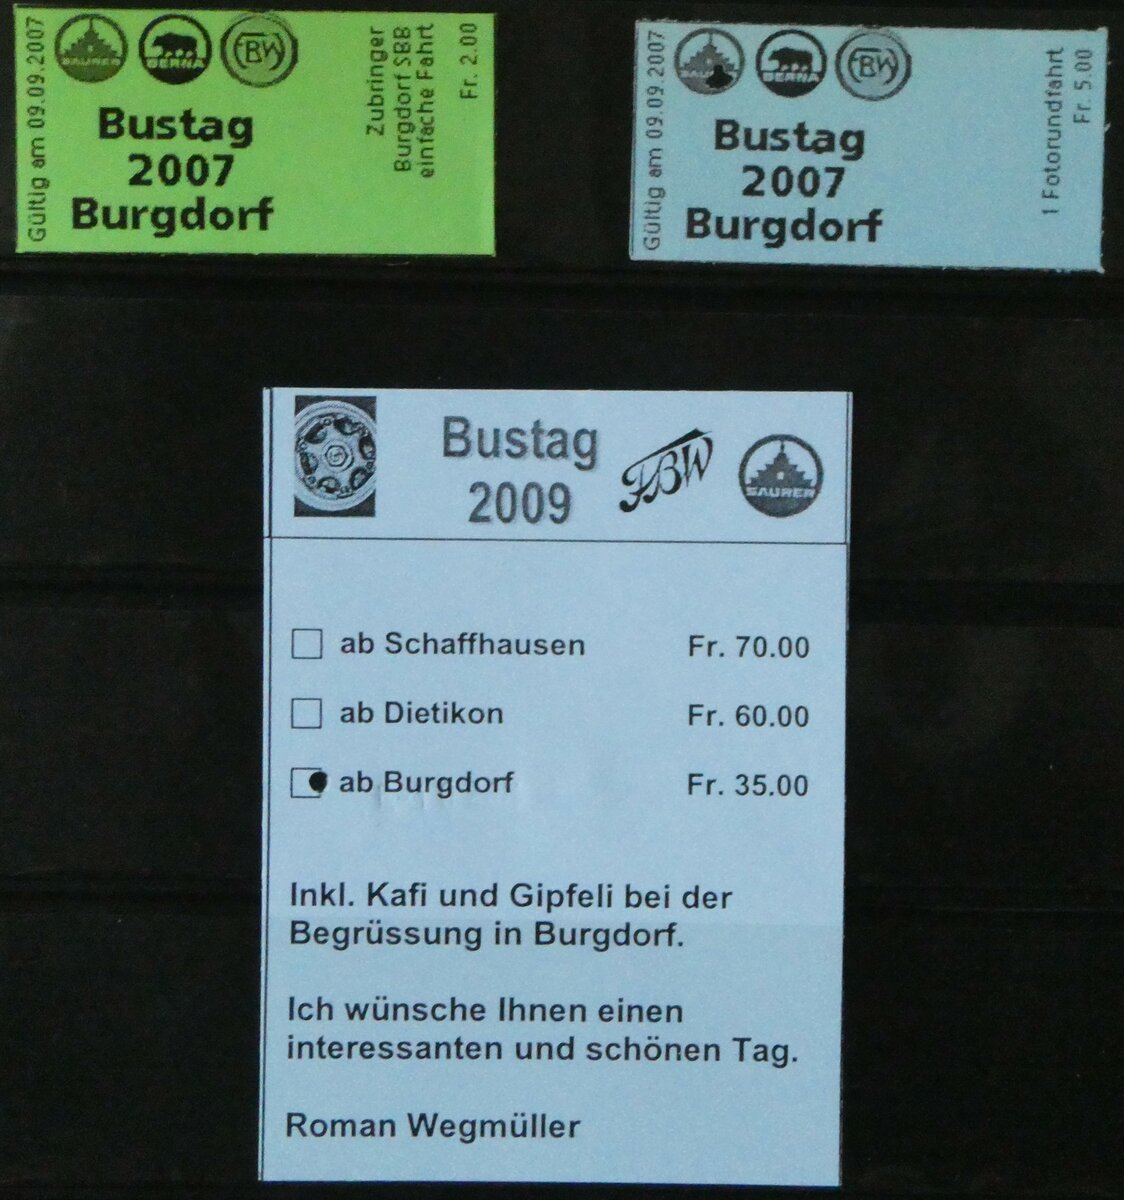 Gültig am 09.09.2007
SAURER
BERNA
FBW
Bustag
2007
Burgdorf
Zubringer
Burgdorf SBB
einfache Fahrt
Fr. 2.00
Gültig am 09.09.2007
BERNA
FBW
Bustag
2007
Burgdorf
1 Fotorundfahrt
Fr. 5.00
Bustag
2009
FBW
SAURER
ab Schaffhausen Fr. 70.00
ab Dietikon Fr. 60.00
ab Burgdorf Fr. 35.00
Inkl. Kafi und Gipfeli bei der
Begrüssung in Burgdorf.
Ich wünsche Ihnen einen
interessanten und schönen Tag.
Roman Wegmüller